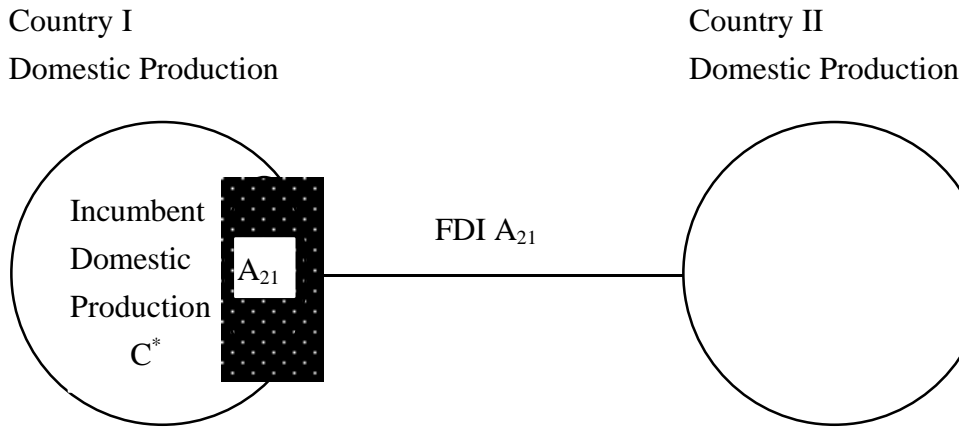 Country I
Domestic Production
Country II
Domestic Production
Incumbent
Domestic
Production
C*
A₂₁
FDI A₂₁